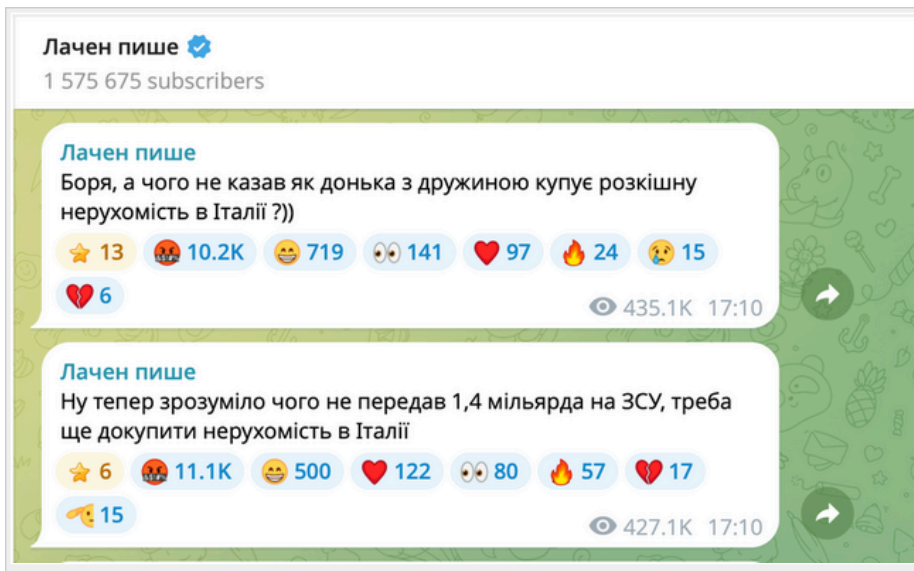 Лачен пише
1 575 675 subscribers
Лачен пише
Боря, а чого не казав як донька з дружиною купує розкішну
нерухомість в Італії ?))
13 10.2K 719 141 97 24 15
6
435.1K 17:10
Лачен пише
Ну тепер зрозуміло чого не передав 1,4 мільярда на ЗСУ, треба
ще докупити нерухомість в Італії
6 11.1K 500 122 80 57 17
15
427.1K 17:10